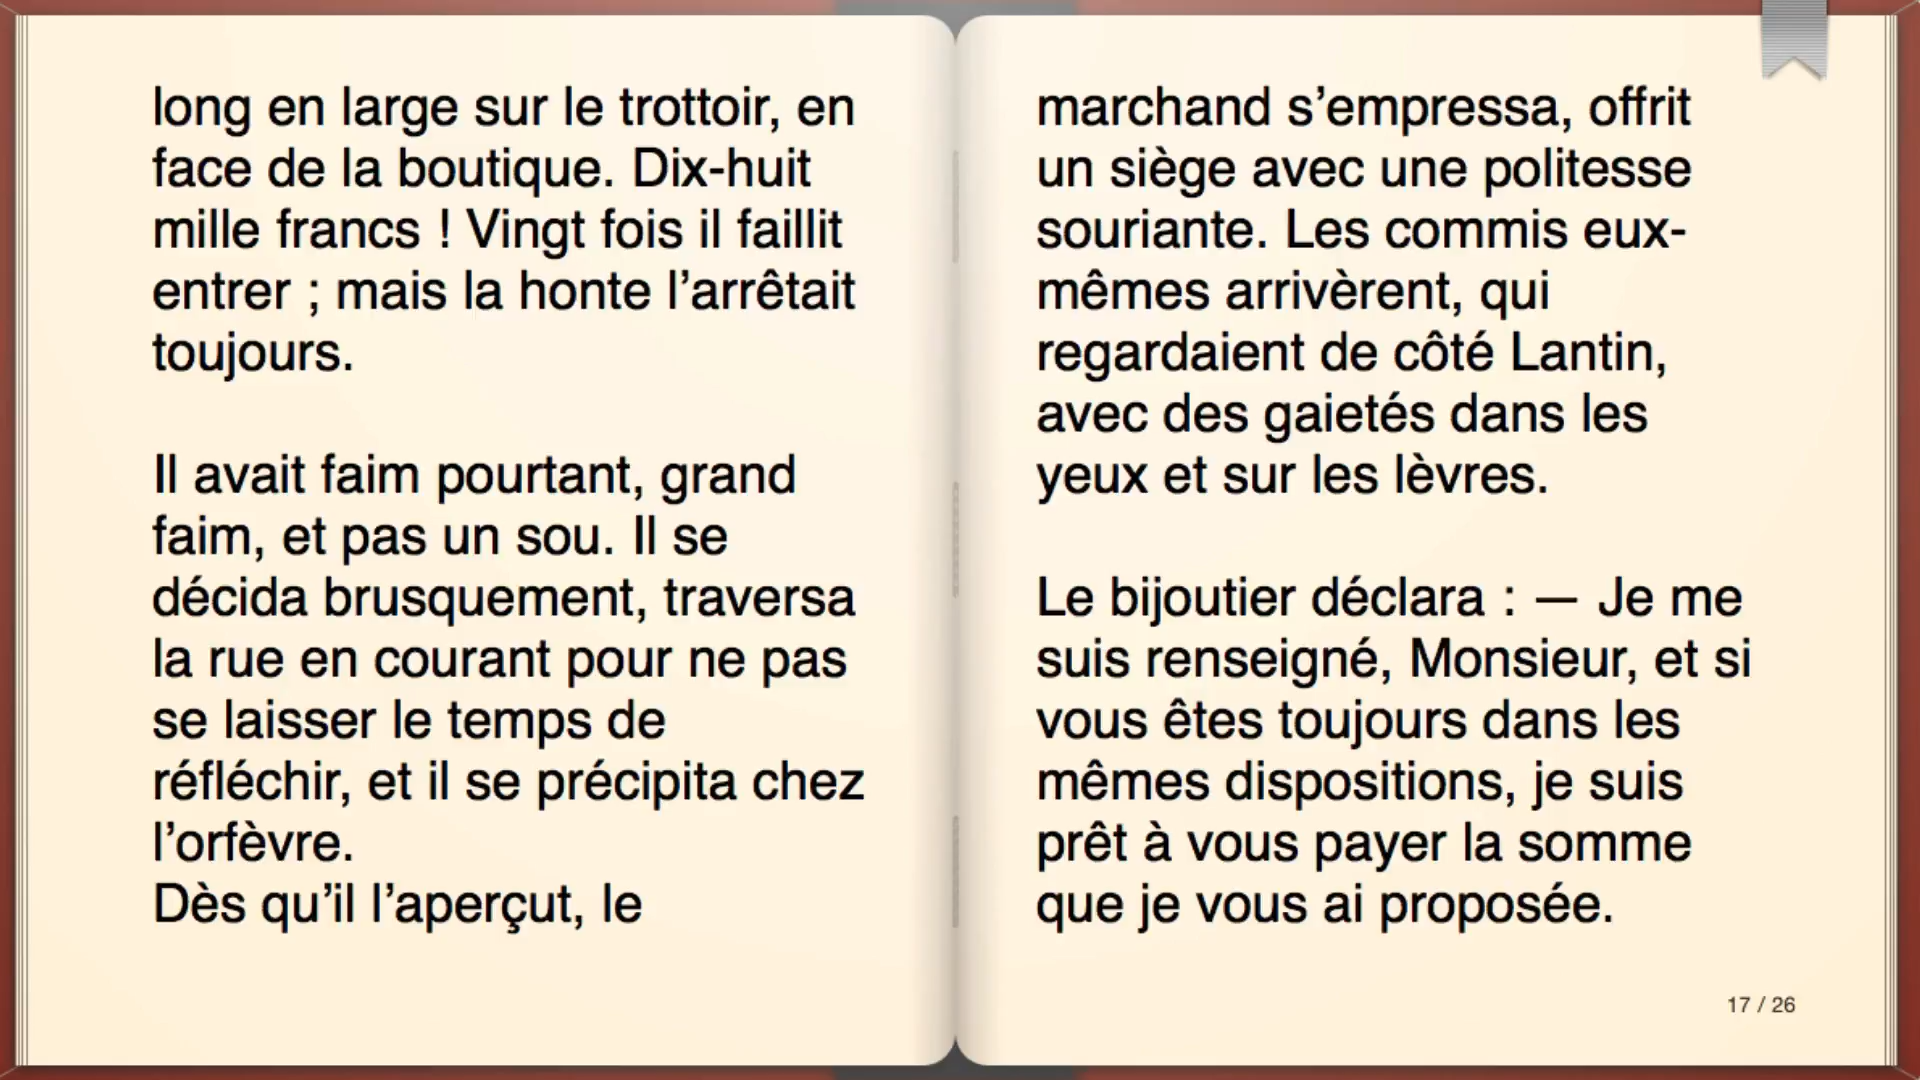 long en large sur le trottoir, en
face de la boutique. Dix-huit
mille francs ! Vingt fois il faillit
entrer ; mais la honte l’arrêtait
toujours.
Il avait faim pourtant, grand
faim, et pas un sou. Il se
décida brusquement, traversa
la rue en courant pour ne pas
se laisser le temps de
réfléchir, et il se précipita chez
l’orfèvre.
Dès qu’il l’aperçut, le
marchand s’empressa, offrit
un siège avec une politesse
souriante. Les commis eux-
mêmes arrivèrent, qui
regardaient de côté Lantin,
avec des gaietés dans les
yeux et sur les lèvres.
Le bijoutier déclara : — Je me
suis renseigné, Monsieur, et si
vous êtes toujours dans les
mêmes dispositions, je suis
prêt à vous payer la somme
que je vous ai proposée.
17 / 26